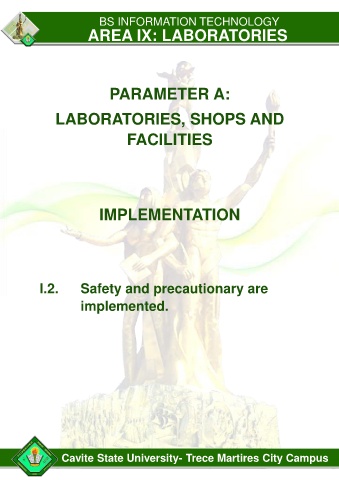 BS INFORMATION TECHNOLOGY
AREA IX: LABORATORIES
PARAMETER A:
LABORATORIES, SHOPS AND
FACILITIES
IMPLEMENTATION
I.2. Safety and precautionary are
implemented.
Cavite State University- Trece Martires City Campus